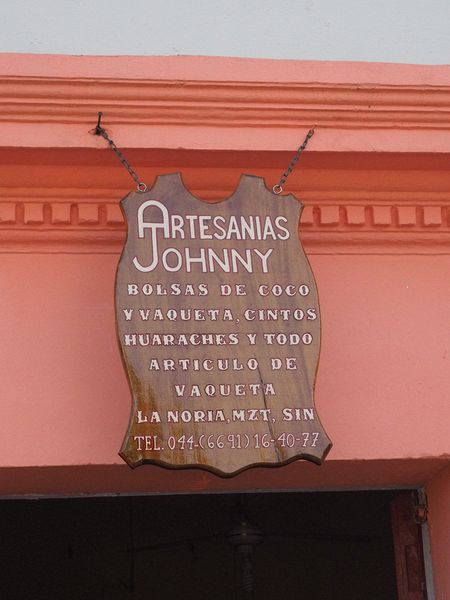 ARTESANIAS
JOHNNY
BOLSAS DE COCO
Y VAQUETA, CINTOS
HUARACHES Y TODO
ARTICULO DE
VAQUETA
LA NORIA, MZT, SIN
TEL. 044-(6691) 16-40-77